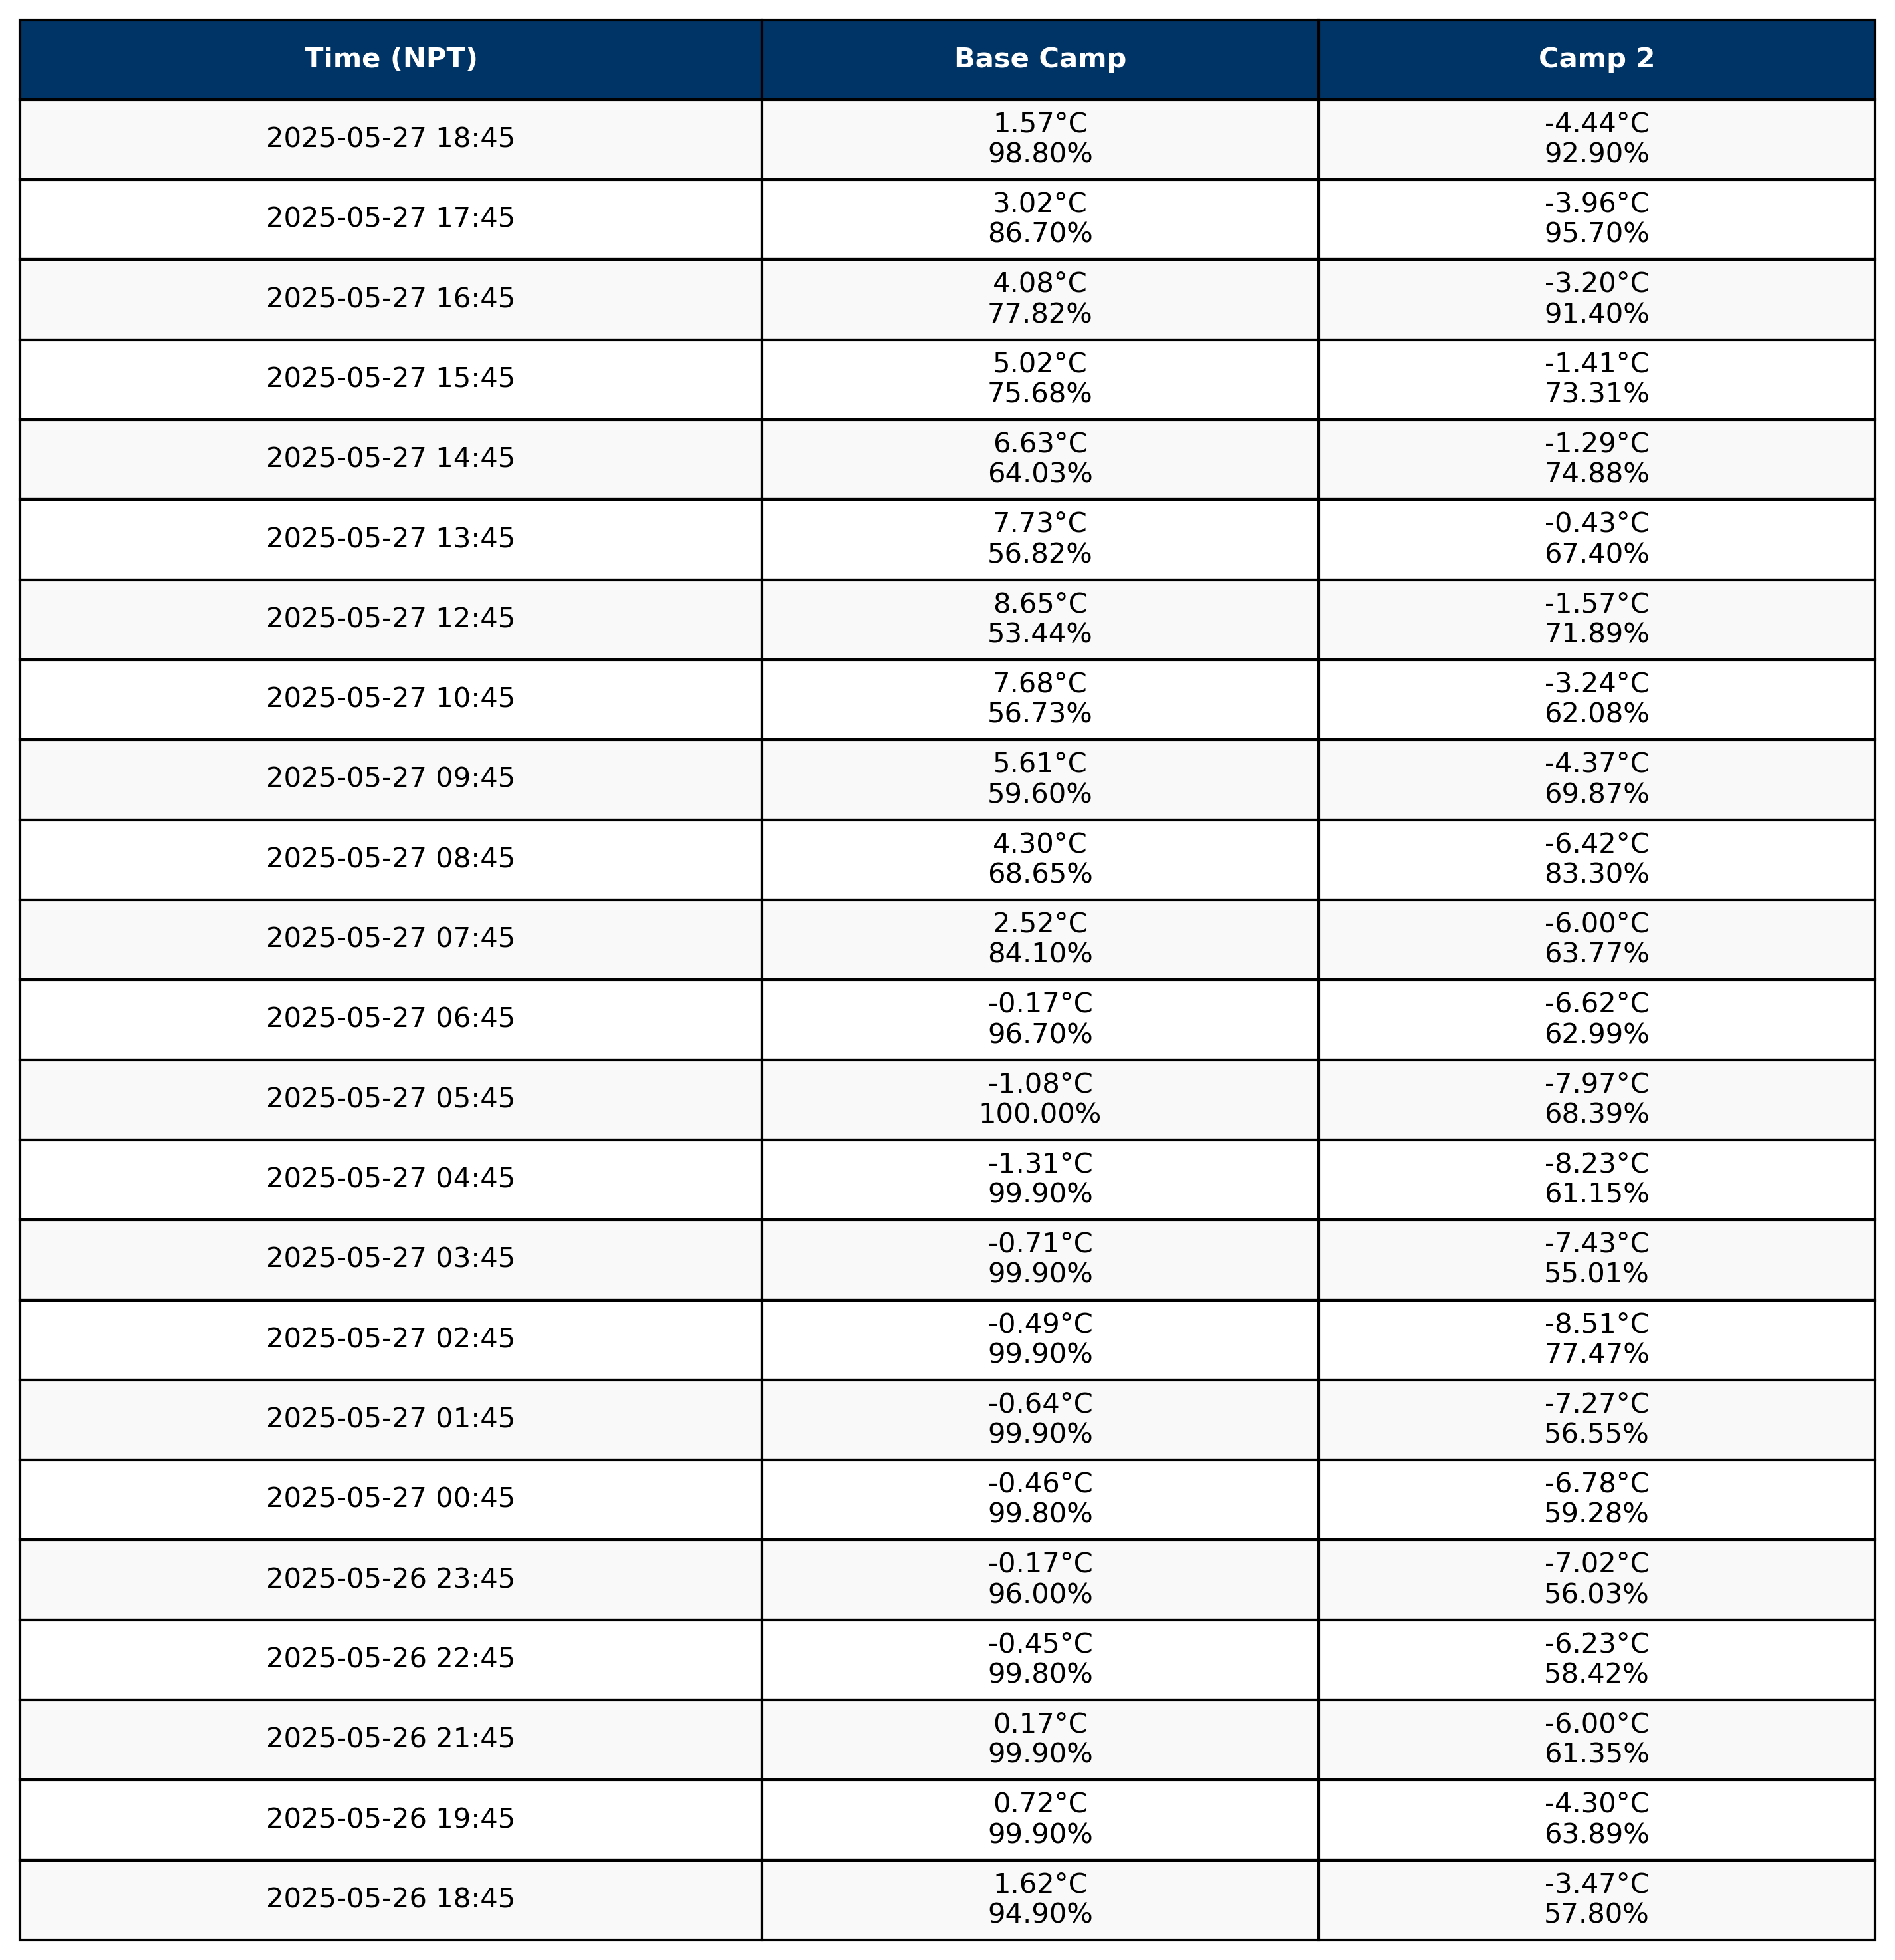 Time (NPT) Base Camp Camp 2
2025-05-27 18:45 1.57°C -4.44°C
98.80% 92.90%
2025-05-27 17:45 3.02°C -3.96°C
86.70% 95.70%
2025-05-27 16:45 4.08°C -3.20°C
77.82% 91.40%
2025-05-27 15:45 5.02°C -1.41°C
75.68% 73.31%
2025-05-27 14:45 6.63°C -1.29°C
64.03% 74.88%
2025-05-27 13:45 7.73°C -0.43°C
56.82% 67.40%
2025-05-27 12:45 8.65°C -1.57°C
53.44% 71.89%
2025-05-27 10:45 7.68°C -3.24°C
56.73% 62.08%
2025-05-27 09:45 5.61°C -4.37°C
59.60% 69.87%
2025-05-27 08:45 4.30°C -6.42°C
68.65% 83.30%
2025-05-27 07:45 2.52°C -6.00°C
84.10% 63.77%
2025-05-27 06:45 -0.17°C -6.62°C
96.70% 62.99%
2025-05-27 05:45 -1.08°C -7.97°C
100.00% 68.39%
2025-05-27 04:45 -1.31°C -8.23°C
99.90% 61.15%
2025-05-27 03:45 -0.71°C -7.43°C
99.90% 55.01%
2025-05-27 02:45 -0.49°C -8.51°C
99.90% 77.47%
2025-05-27 01:45 -0.64°C -7.27°C
99.90% 56.55%
2025-05-27 00:45 -0.46°C -6.78°C
99.80% 59.28%
2025-05-26 23:45 -0.17°C -7.02°C
96.00% 56.03%
2025-05-26 22:45 -0.45°C -6.23°C
99.80% 58.42%
2025-05-26 21:45 0.17°C -6.00°C
99.90% 61.35%
2025-05-26 19:45 0.72°C -4.30°C
99.90% 63.89%
2025-05-26 18:45 1.62°C -3.47°C
94.90% 57.80%